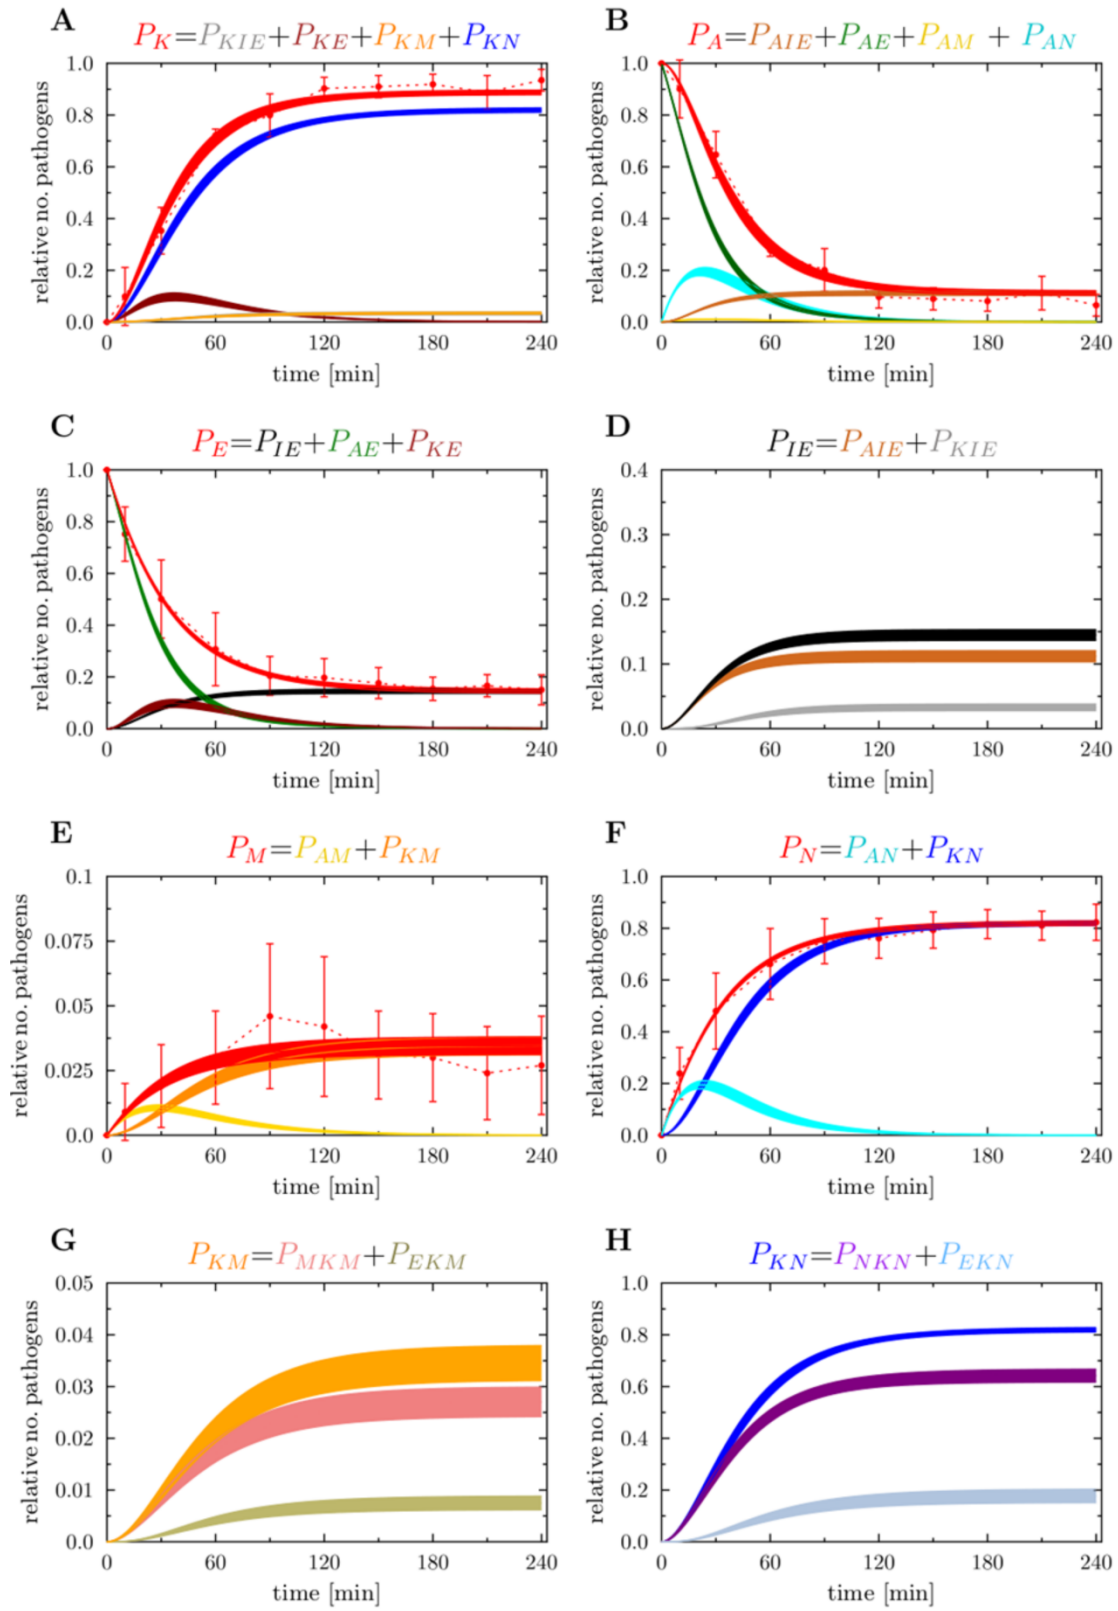 A
P_K=P_KIE+P_KE+P_KM+P_KN
relative no. pathogens
1.0
0.8
0.6
0.4
0.2
0.0
0 60 120 180 240
time [min]
B
P_A=P_AIE+P_AE+P_AM + P_AN
relative no. pathogens
1.0
0.8
0.6
0.4
0.2
0.0
0 60 120 180 240
time [min]
C
P_E=P_IE+P_AE+P_KE
relative no. pathogens
1.0
0.8
0.6
0.4
0.2
0.0
0 60 120 180 240
time [min]
D
P_IE=P_AIE+P_KIE
relative no. pathogens
0.4
0.3
0.2
0.1
0.0
0 60 120 180 240
time [min]
E
P_M=P_AM+P_KM
relative no. pathogens
0.1
0.075
0.05
0.025
0.0
0 60 120 180 240
time [min]
F
P_N=P_AN+P_KN
relative no. pathogens
1.0
0.8
0.6
0.4
0.2
0.0
0 60 120 180 240
time [min]
G
P_KM=P_MKM+P_EKM
relative no. pathogens
0.05
0.04
0.03
0.02
0.01
0.0
0 60 120 180 240
time [min]
H
P_KN=P_NKN+P_EKN
relative no. pathogens
1.0
0.8
0.6
0.4
0.2
0.0
0 60 120 180 240
time [min]